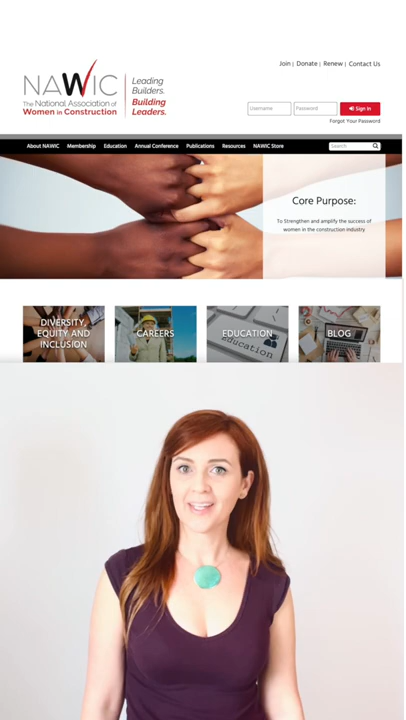 Join | Donate | Renew | Contact Us
NAWIC
The National Association of
Women in Construction
Leading
Builders.
Building
Leaders.
Username
Password
Sign In
Forgot Your Password
About NAWIC Membership Education Annual Conference Publications Resources NAWIC Store
Search
Core Purpose:
To Strengthen and amplify the success of
women in the construction industry
DIVERSITY,
EQUITY AND
INCLUSION
CAREERS
EDUCATION
education
BLOG